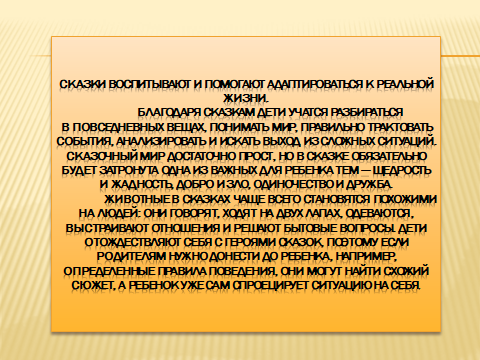 СКАЗКИ ВОСПИТЫВАЮТ И ПОМОГАЮТ АДАПТИРОВАТЬСЯ К РЕАЛЬНОЙ
ЖИЗНИ.
БЛАГОДАРЯ СКАЗКАМ ДЕТИ УЧАТСЯ РАЗБИРАТЬСЯ
В ПОВСЕДНЕВНЫХ ВЕЩАХ, ПОНИМАТЬ МИР, ПРАВИЛЬНО ТРАКТОВАТЬ
СОБЫТИЯ, АНАЛИЗИРОВАТЬ И ИСКАТЬ ВЫХОД ИЗ СЛОЖНЫХ СИТУАЦИЙ.
СКАЗОЧНЫЙ МИР ДОСТАТОЧНО ПРОСТ, НО В СКАЗКЕ ОБЯЗАТЕЛЬНО
БУДЕТ ЗАТРОНУТА ОДНА ИЗ ВАЖНЫХ ДЛЯ РЕБЕНКА ТЕМ — ЩЕДРОСТЬ
И ЖАДНОСТЬ, ДОБРО И ЗЛО, ОДИНОЧЕСТВО И ДРУЖБА.
ЖИВОТНЫЕ В СКАЗКАХ ЧАЩЕ ВСЕГО СТАНОВЯТСЯ ПОХОЖИМИ
НА ЛЮДЕЙ: ОНИ ГОВОРЯТ, ХОДЯТ НА ДВУХ ЛАПАХ, ОДЕВАЮТСЯ,
ВЫСТРАИВАЮТ ОТНОШЕНИЯ И РЕШАЮТ БЫТОВЫЕ ВОПРОСЫ. ДЕТИ
ОТОЖДЕСТВЛЯЮТ СЕБЯ С ГЕРОЯМИ СКАЗОК, ПОЭТОМУ ЕСЛИ
РОДИТЕЛЯМ НУЖНО ДОНЕСТИ ДО РЕБЕНКА, НАПРИМЕР,
ОПРЕДЕЛЕННЫЕ ПРАВИЛА ПОВЕДЕНИЯ, ОНИ МОГУТ НАЙТИ СХОЖИЙ
СЮЖЕТ, А РЕБЕНОК УЖЕ САМ СПРОЕЦИРУЕТ СИТУАЦИЮ НА СЕБЯ.